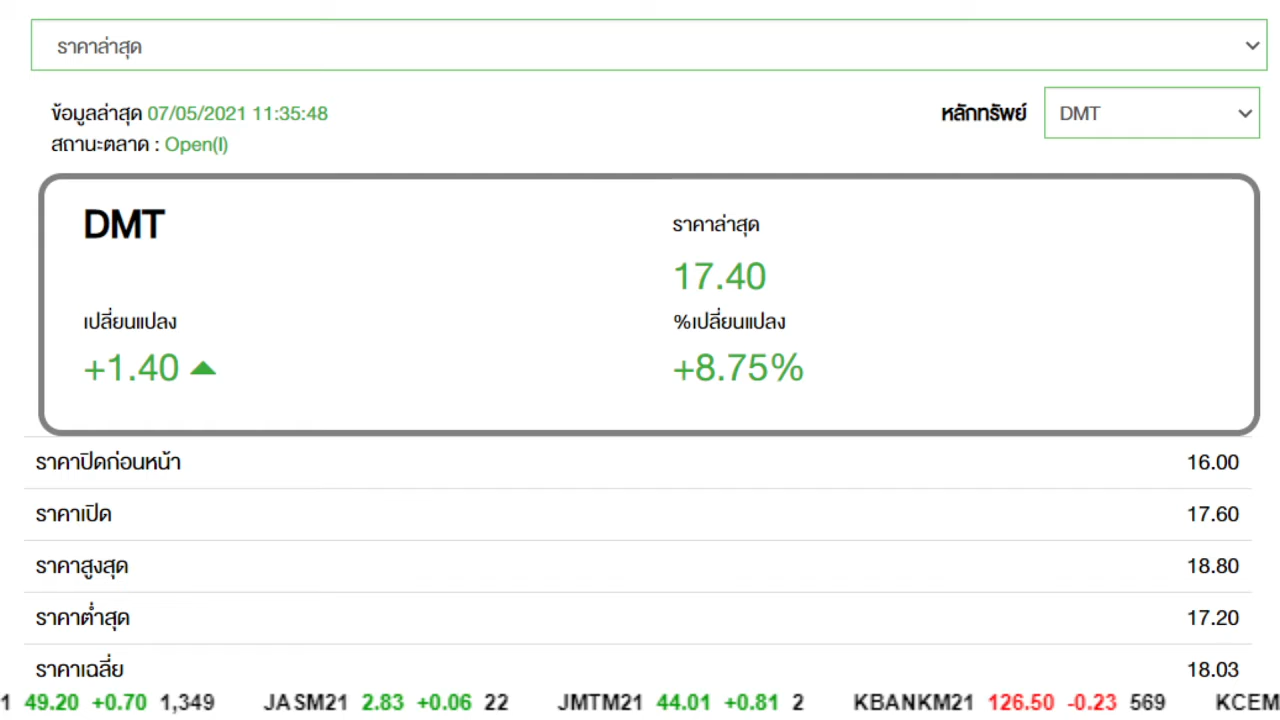 ราคาล่าสุด
ข้อมูลล่าสุด 07/05/2021 11:35:48
หลักทรัพย์ DMT
สถานะตลาด : Open(I)
DMT
ราคาล่าสุด
17.40
เปลี่ยนแปลง
%เปลี่ยนแปลง
+1.40
+8.75%
ราคาปิดก่อนหน้า 16.00
ราคาเปิด 17.60
ราคาสูงสุด 18.80
ราคาต่ำสุด 17.20
ราคาเฉลี่ย 18.03
1 49.20 +0.70 1,349 JASM21 2.83 +0.06 22 JMTM21 44.01 +0.81 2 KBANKM21 126.50 -0.23 569 KCEM